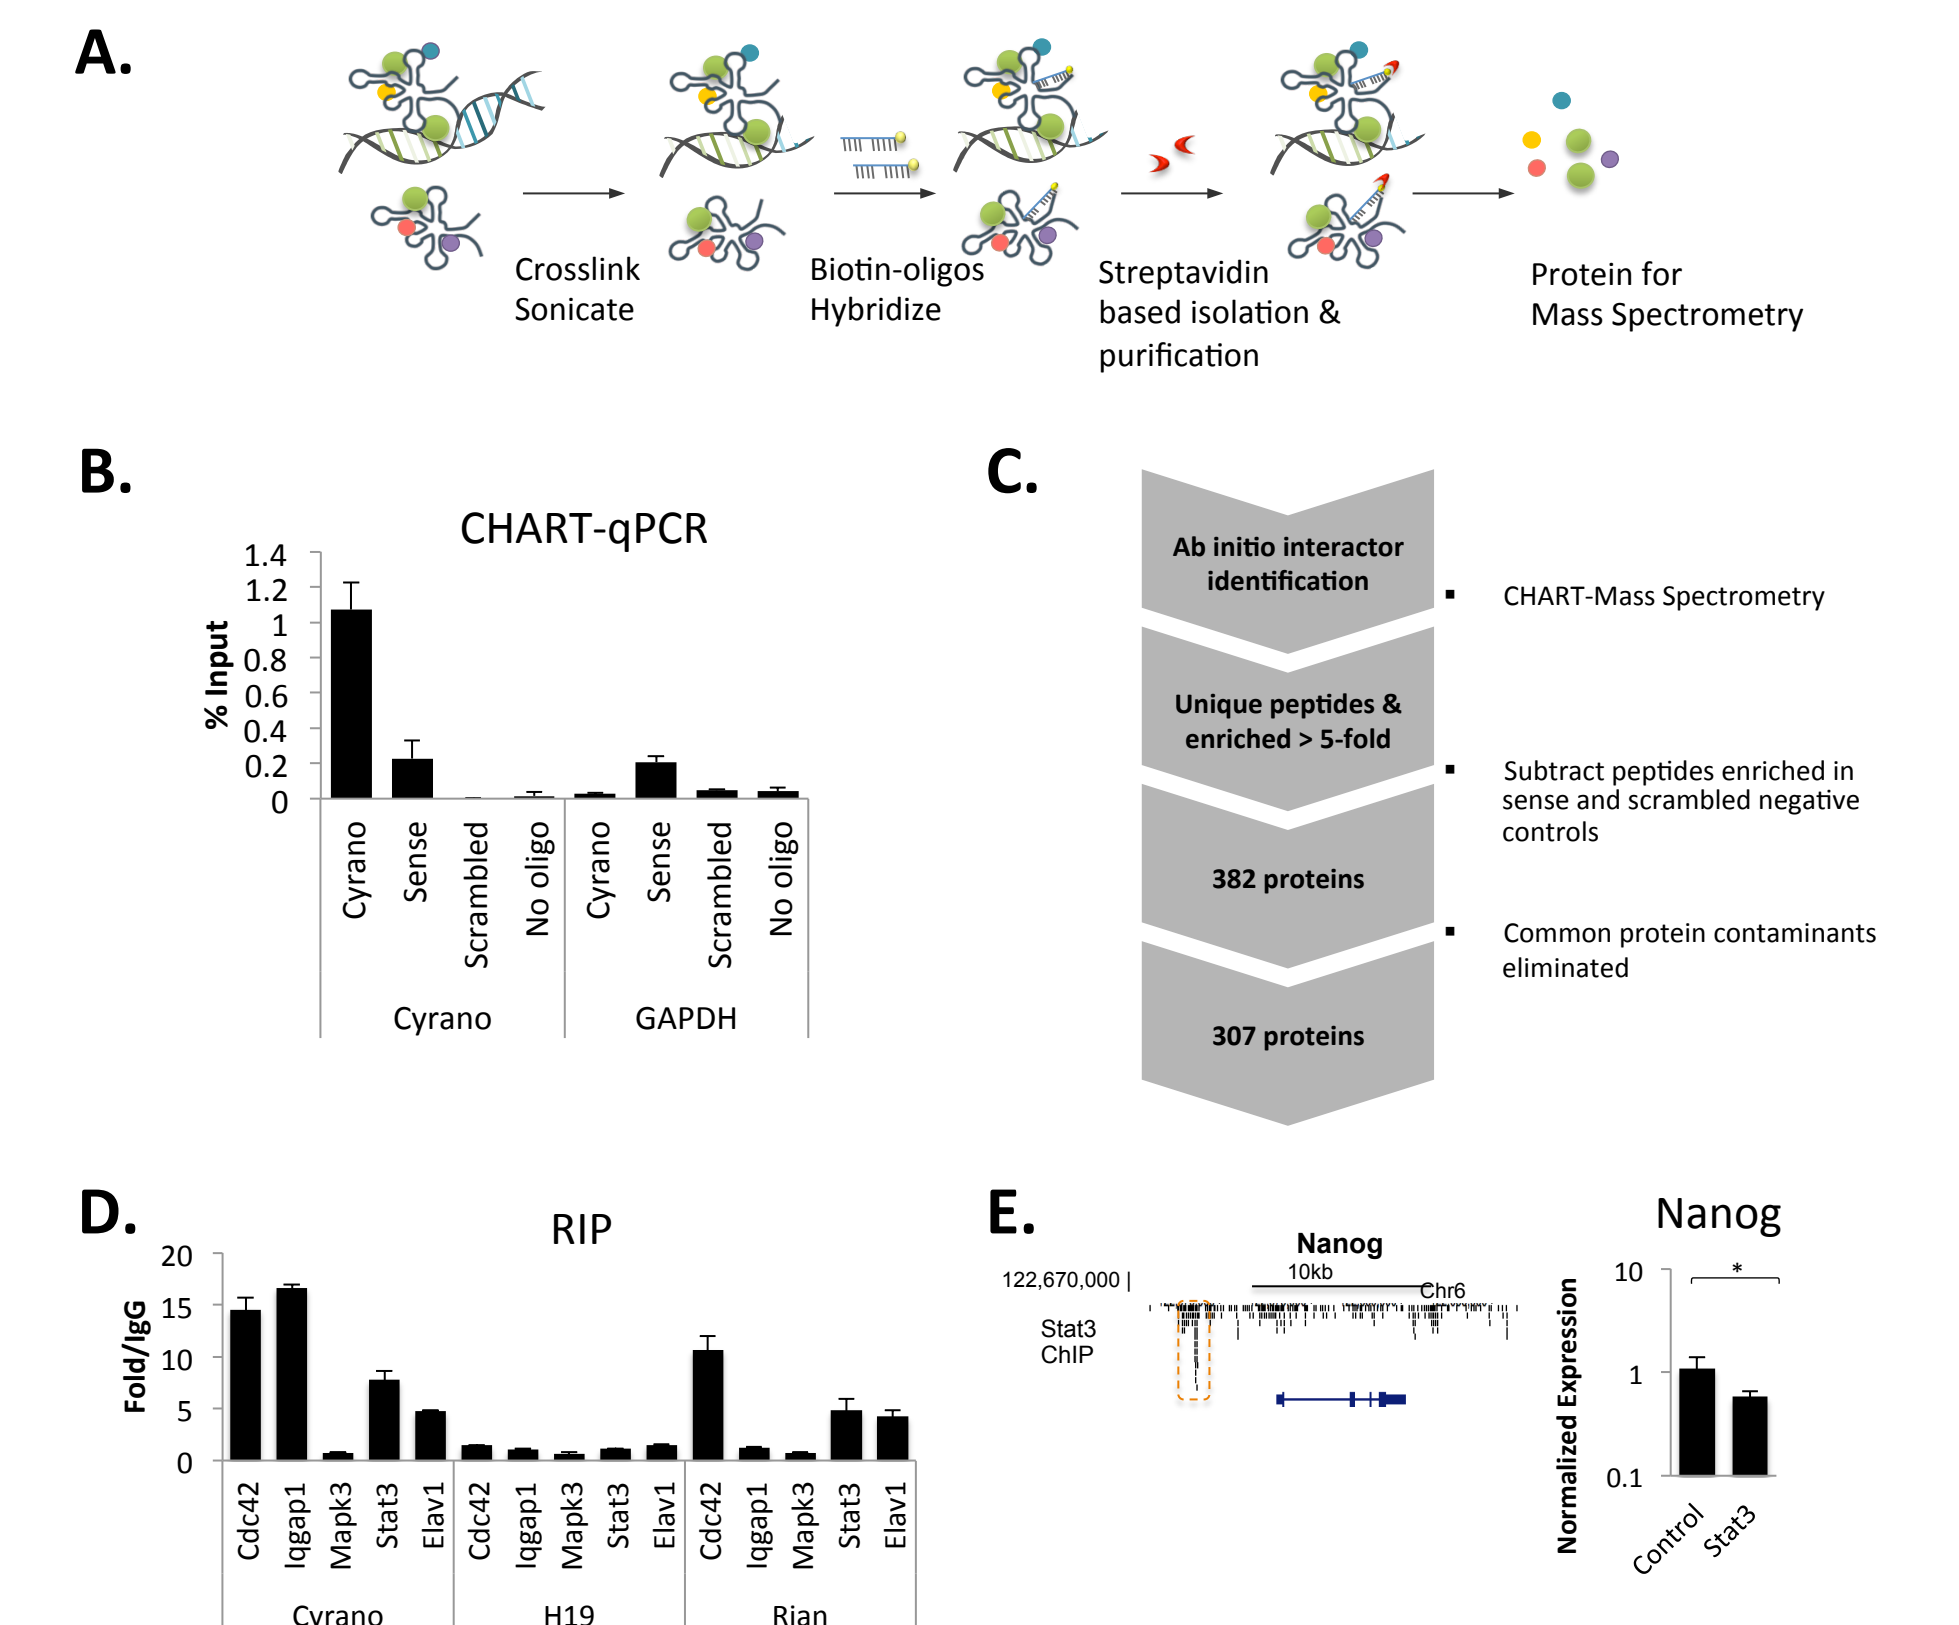 A.
Crosslink
Sonicate
Biotin-oligos
Hybridize
Streptavidin
based isolation &
purification
Protein for
Mass Spectrometry
B.
CHART-qPCR
% Input
1.4
1.2
1
0.8
0.6
0.4
0.2
0
Cyrano
Sense
Scrambled
No oligo
Cyrano
Sense
Scrambled
No oligo
Cyrano
GAPDH
C.
Ab initio interactor
identification
CHART-Mass Spectrometry
Unique peptides &
enriched > 5-fold
Subtract peptides enriched in
sense and scrambled negative
controls
382 proteins
Common protein contaminants
eliminated
307 proteins
D.
RIP
Fold/IgG
20
15
10
5
0
Cdc42
Iqgap1
Mapk3
Stat3
Elav1
Cdc42
Iqgap1
Mapk3
Stat3
Elav1
Cdc42
Iqgap1
Mapk3
Stat3
Elav1
Cyrano
H19
Rian
E.
Nanog
10kb
122,670,000 |
Chr6
Stat3
ChIP
Nanog
Normalized Expression
10
1
0.1
*
Control
Stat3